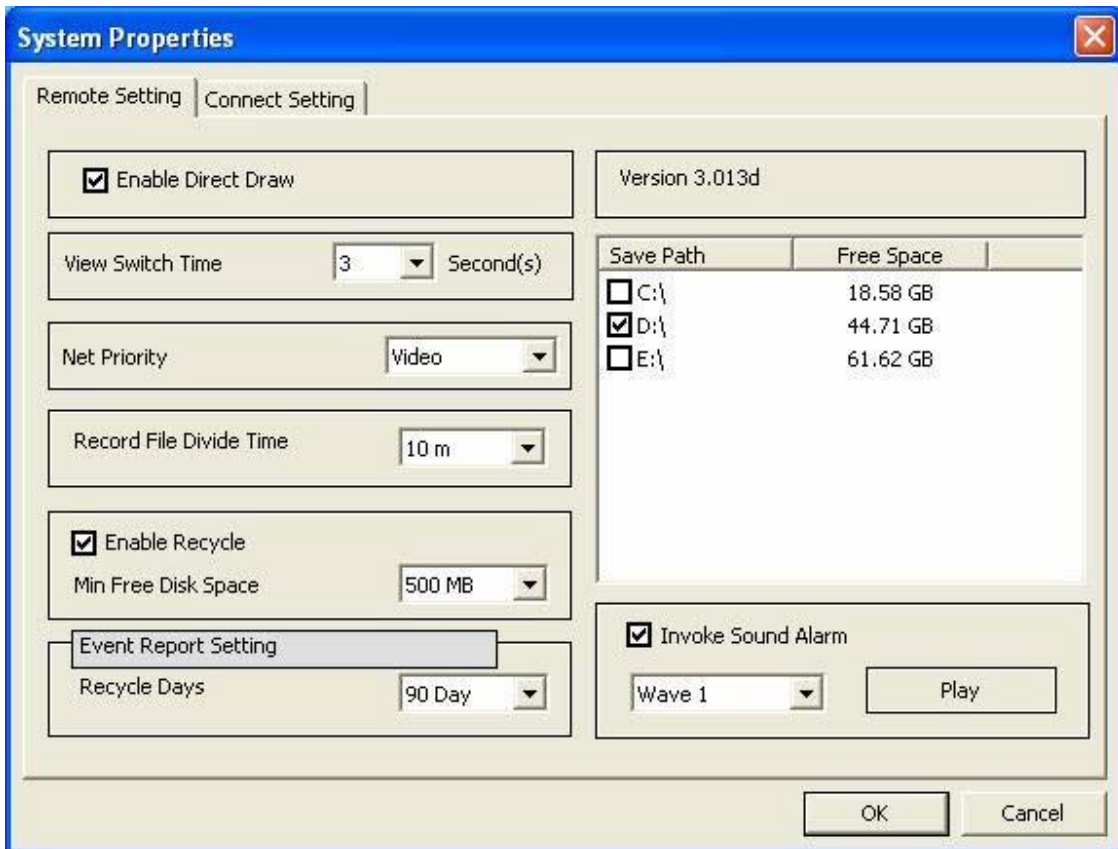 System Properties
Remote Setting
Connect Setting
Enable Direct Draw
View Switch Time 3 Second(s)
Net Priority Video
Record File Divide Time 10 m
Enable Recycle
Min Free Disk Space 500 MB
Event Report Setting
Recycle Days 90 Day
Version 3.013d
Save Path Free Space
C:\ 18.58 GB
D:\ 44.71 GB
E:\ 61.62 GB
Invoke Sound Alarm
Wave 1 Play
OK Cancel